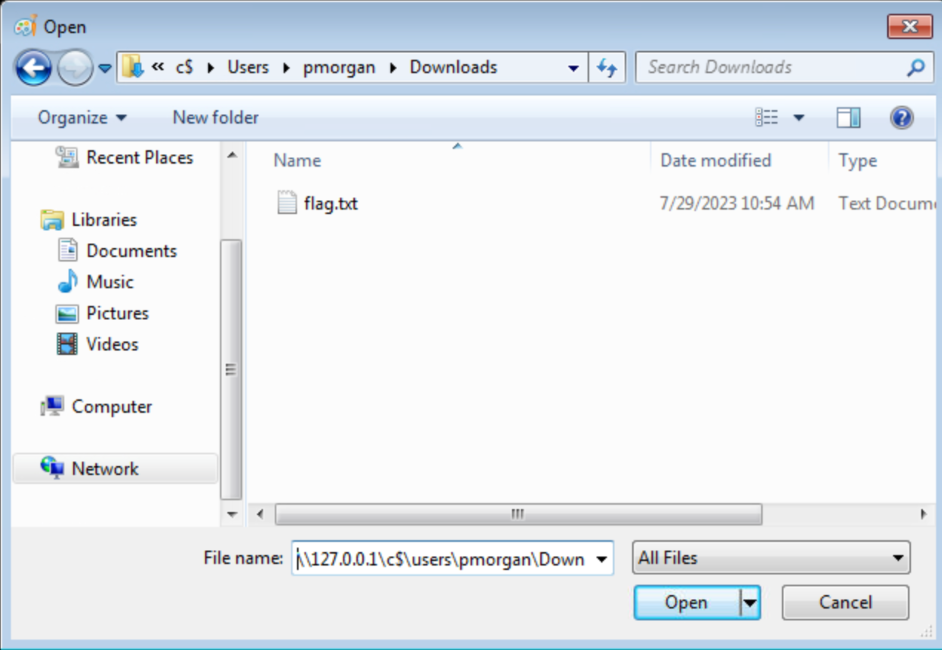 Open
« c$ Users pmorgan Downloads
Search Downloads
Organize
New folder
Recent Places
Libraries
Documents
Music
Pictures
Videos
Computer
Network
Name Date modified Type
flag.txt 7/29/2023 10:54 AM Text Docume
File name: \\127.0.0.1\c$\users\pmorgan\Down All Files
Open Cancel